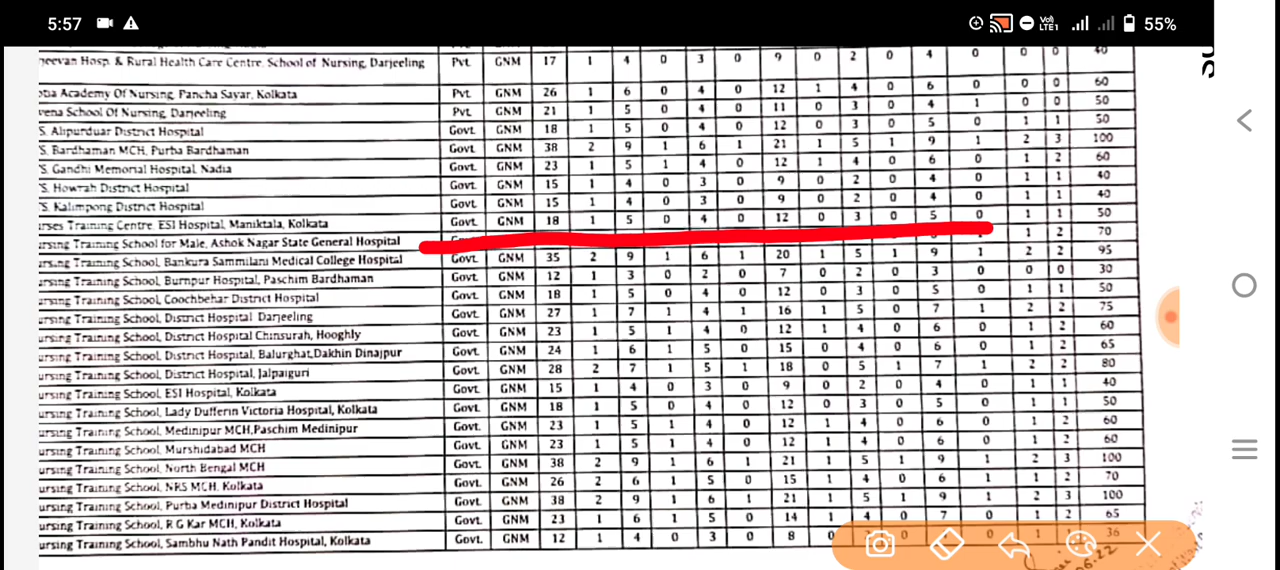 5:57 Vo) LTE1 55%
jeevan Hosp. & Rural Health Care Centre, School of Nursing, Darjeeling Pvt. GNM 17 1 4 0 3 0 9 0 2 0 4 0 0 0 40
Academy Of Nursing, Pancha Sayar, Kolkata Pvt. GNM 26 1 6 0 4 0 12 1 4 0 6 0 0 0 60
vena School Of Nursing, Darjeeling Pvt. GNM 21 1 5 0 4 0 11 0 3 0 4 1 0 0 50
S. Alipurduar District Hospital Govt. GNM 18 1 5 0 4 0 12 0 3 0 5 0 1 1 50
S. Bardhaman MCH, Purba Bardhaman Govt. GNM 38 2 9 1 6 1 21 1 5 1 9 1 2 3 100
S. Gandhi Memorial Hospital, Nadia Govt. GNM 23 1 5 1 4 0 12 1 4 0 6 0 1 2 60
S. Howrah District Hospital Govt. GNM 15 1 4 0 3 0 9 0 2 0 4 0 1 1 40
S. Kalimpong District Hospital Govt. GNM 15 1 4 0 3 0 9 0 2 0 4 0 1 1 40
urses Training Centre, ESI Hospital, Maniktala, Kolkata Govt. GNM 18 1 5 0 4 0 12 0 3 0 5 0 1 1 50
ursing Training School for Male, Ashok Nagar State General Hospital 1 2 70
ursing Training School, Bankura Sammilani Medical College Hospital Govt. GNM 35 2 9 1 6 1 20 1 5 1 9 1 2 2 95
ursing Training School, Burnpur Hospital, Paschim Bardhaman Govt. GNM 12 1 3 0 2 0 7 0 2 0 3 0 0 0 30
ursing Training School, Coochbehar District Hospital Govt. GNM 18 1 5 0 4 0 12 0 3 0 5 0 1 1 50
ursing Training School, District Hospital Darjeeling Govt. GNM 27 1 7 1 4 1 16 1 5 0 7 1 2 2 75
ursing Training School, District Hospital Chinsurah, Hooghly Govt. GNM 23 1 5 1 4 0 12 1 4 0 6 0 1 2 60
ursing Training School, District Hospital, Balurghat,Dakhin Dinajpur Govt. GNM 24 1 6 1 5 0 15 0 4 0 6 0 1 2 65
ursing Training School, District Hospital, Jalpaiguri Govt. GNM 28 2 7 1 5 1 18 0 5 1 7 1 2 2 80
ursing Training School, ESI Hospital, Kolkata Govt. GNM 15 1 4 0 3 0 9 0 2 0 4 0 1 1 40
ursing Training School, Lady Dufferin Victoria Hospital, Kolkata Govt. GNM 18 1 5 0 4 0 12 0 3 0 5 0 1 1 50
ursing Training School, Medinipur MCH,Paschim Medinipur Govt. GNM 23 1 5 1 4 0 12 1 4 0 6 0 1 2 60
ursing Training School, Murshidabad MCH Govt. GNM 23 1 5 1 4 0 12 1 4 0 6 0 1 2 60
ursing Training School, North Bengal MCH Govt. GNM 38 2 9 1 6 1 21 1 5 1 9 1 2 3 100
ursing Training School, NRS MCH, Kolkata Govt. GNM 26 2 6 1 5 0 15 1 4 0 6 1 1 2 70
ursing Training School, Purba Medinipur District Hospital Govt. GNM 38 2 9 1 6 1 21 1 5 1 9 1 2 3 100
ursing Training School, R G Kar MCH, Kolkata Govt. GNM 23 1 6 1 5 0 14 1 4 0 7 0 1 2 65
ursing Training School, Sambhu Nath Pandit Hospital, Kolkata Govt. GNM 12 1 4 0 3 0 8 0 0 0 1 36